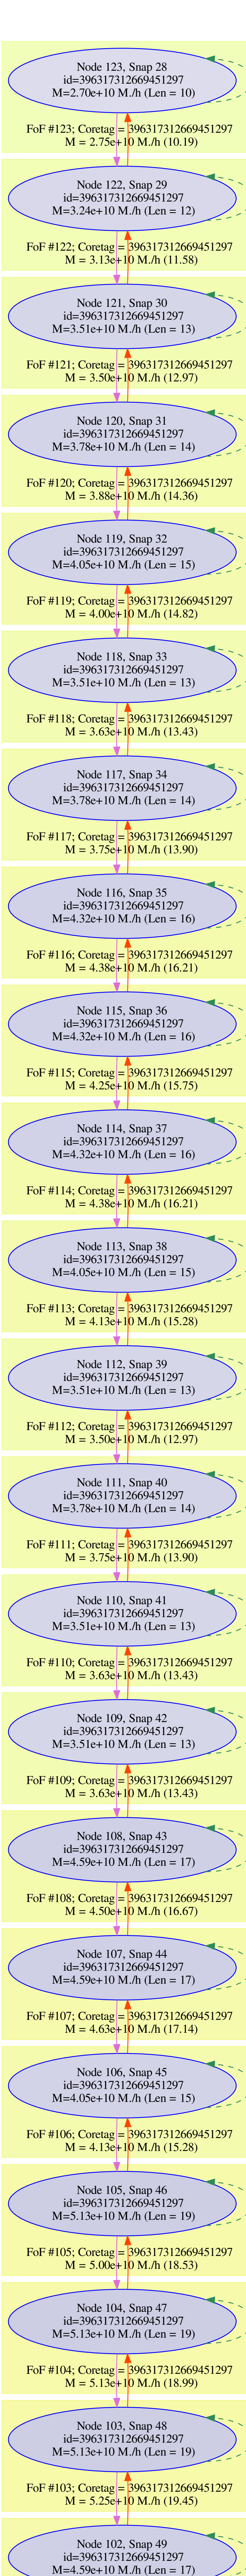 Node 123, Snap 28
id=396317312669451297
M=2.70e+10 M./h (Len = 10)
FoF #123; Coretag = 396317312669451297
M = 2.75e+10 M./h (10.19)
Node 122, Snap 29
id=396317312669451297
M=3.24e+10 M./h (Len = 12)
FoF #122; Coretag = 396317312669451297
M = 3.13e+10 M./h (11.58)
Node 121, Snap 30
id=396317312669451297
M=3.51e+10 M./h (Len = 13)
FoF #121; Coretag = 396317312669451297
M = 3.50e+10 M./h (12.97)
Node 120, Snap 31
id=396317312669451297
M=3.78e+10 M./h (Len = 14)
FoF #120; Coretag = 396317312669451297
M = 3.88e+10 M./h (14.36)
Node 119, Snap 32
id=396317312669451297
M=4.05e+10 M./h (Len = 15)
FoF #119; Coretag = 396317312669451297
M = 4.00e+10 M./h (14.82)
Node 118, Snap 33
id=396317312669451297
M=3.51e+10 M./h (Len = 13)
FoF #118; Coretag = 396317312669451297
M = 3.63e+10 M./h (13.43)
Node 117, Snap 34
id=396317312669451297
M=3.78e+10 M./h (Len = 14)
FoF #117; Coretag = 396317312669451297
M = 3.75e+10 M./h (13.90)
Node 116, Snap 35
id=396317312669451297
M=4.32e+10 M./h (Len = 16)
FoF #116; Coretag = 396317312669451297
M = 4.38e+10 M./h (16.21)
Node 115, Snap 36
id=396317312669451297
M=4.32e+10 M./h (Len = 16)
FoF #115; Coretag = 396317312669451297
M = 4.25e+10 M./h (15.75)
Node 114, Snap 37
id=396317312669451297
M=4.32e+10 M./h (Len = 16)
FoF #114; Coretag = 396317312669451297
M = 4.38e+10 M./h (16.21)
Node 113, Snap 38
id=396317312669451297
M=4.05e+10 M./h (Len = 15)
FoF #113; Coretag = 396317312669451297
M = 4.13e+10 M./h (15.28)
Node 112, Snap 39
id=396317312669451297
M=3.51e+10 M./h (Len = 13)
FoF #112; Coretag = 396317312669451297
M = 3.50e+10 M./h (12.97)
Node 111, Snap 40
id=396317312669451297
M=3.78e+10 M./h (Len = 14)
FoF #111; Coretag = 396317312669451297
M = 3.75e+10 M./h (13.90)
Node 110, Snap 41
id=396317312669451297
M=3.51e+10 M./h (Len = 13)
FoF #110; Coretag = 396317312669451297
M = 3.63e+10 M./h (13.43)
Node 109, Snap 42
id=396317312669451297
M=3.51e+10 M./h (Len = 13)
FoF #109; Coretag = 396317312669451297
M = 3.63e+10 M./h (13.43)
Node 108, Snap 43
id=396317312669451297
M=4.59e+10 M./h (Len = 17)
FoF #108; Coretag = 396317312669451297
M = 4.50e+10 M./h (16.67)
Node 107, Snap 44
id=396317312669451297
M=4.59e+10 M./h (Len = 17)
FoF #107; Coretag = 396317312669451297
M = 4.63e+10 M./h (17.14)
Node 106, Snap 45
id=396317312669451297
M=4.05e+10 M./h (Len = 15)
FoF #106; Coretag = 396317312669451297
M = 4.13e+10 M./h (15.28)
Node 105, Snap 46
id=396317312669451297
M=5.13e+10 M./h (Len = 19)
FoF #105; Coretag = 396317312669451297
M = 5.00e+10 M./h (18.53)
Node 104, Snap 47
id=396317312669451297
M=5.13e+10 M./h (Len = 19)
FoF #104; Coretag = 396317312669451297
M = 5.13e+10 M./h (18.99)
Node 103, Snap 48
id=396317312669451297
M=5.13e+10 M./h (Len = 19)
FoF #103; Coretag = 396317312669451297
M = 5.25e+10 M./h (19.45)
Node 102, Snap 49
id=396317312669451297
M=4.59e+10 M./h (Len = 17)